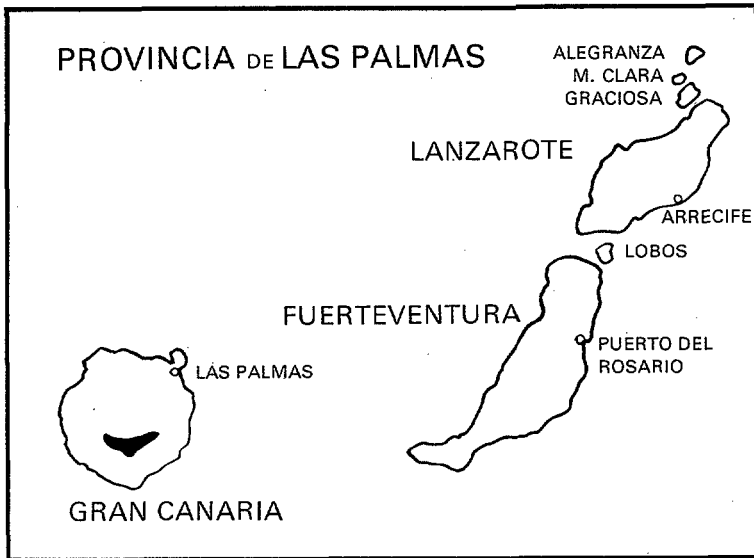 PROVINCIA DE LAS PALMAS
ALEGRANZA
M. CLARA
GRACIOSA
LANZAROTE
ARRECIFE
LOBOS
FUERTEVENTURA
PUERTO DEL
ROSARIO
LAS PALMAS
GRAN CANARIA